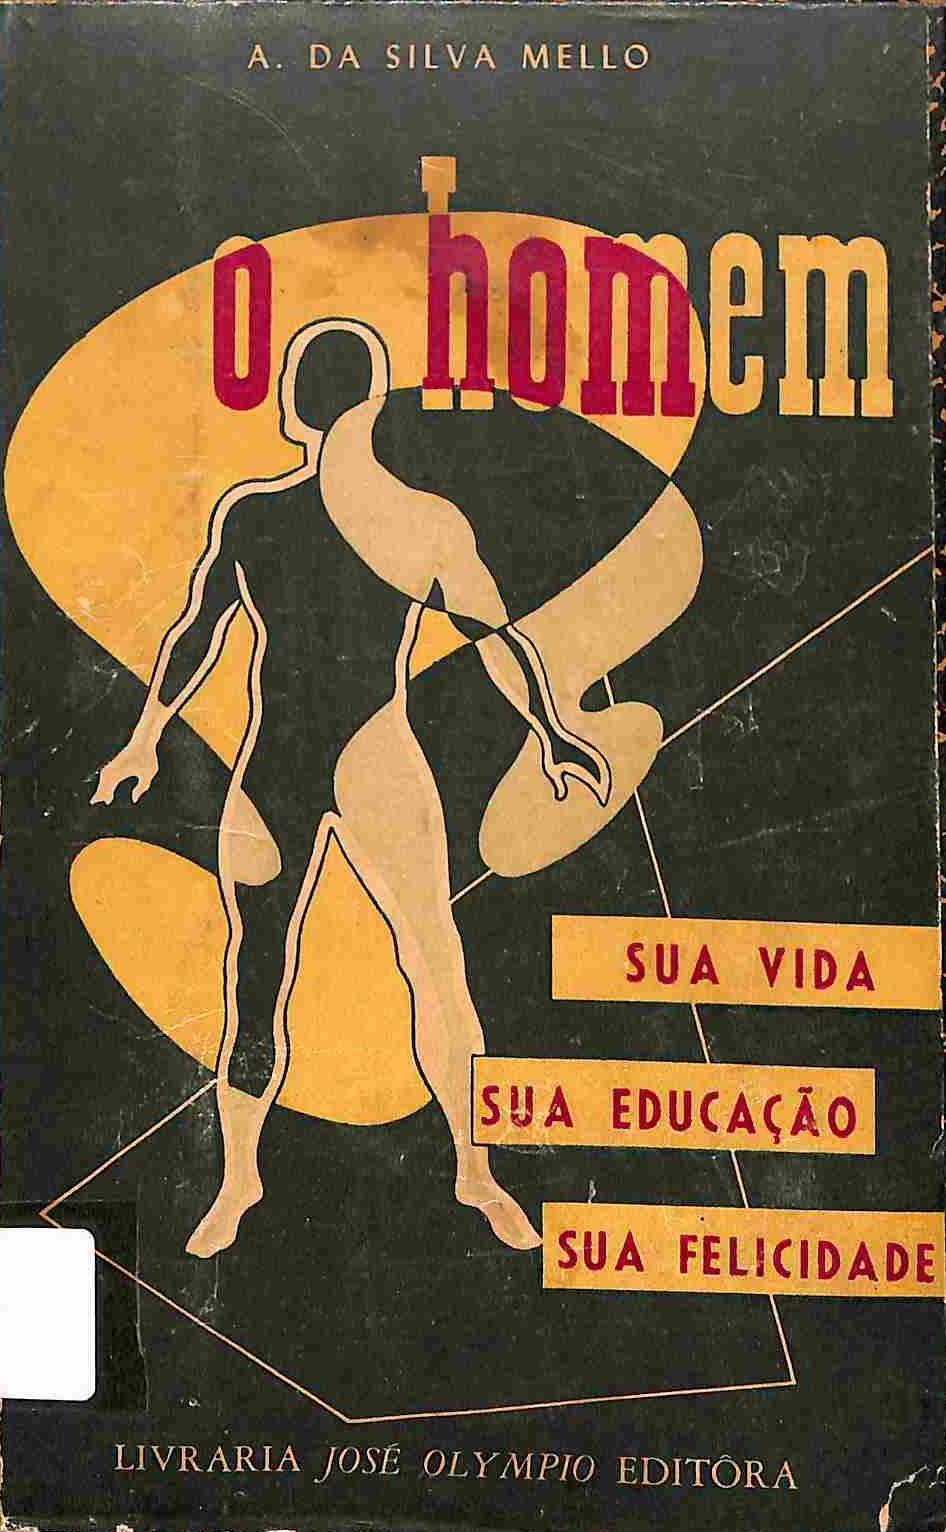 A. DA SILVA MELLO
o homem
SUA VIDA
SUA EDUCAÇÃO
SUA FELICIDADE
LIVRARIA JOSÉ OLYMPIO EDITÔRA